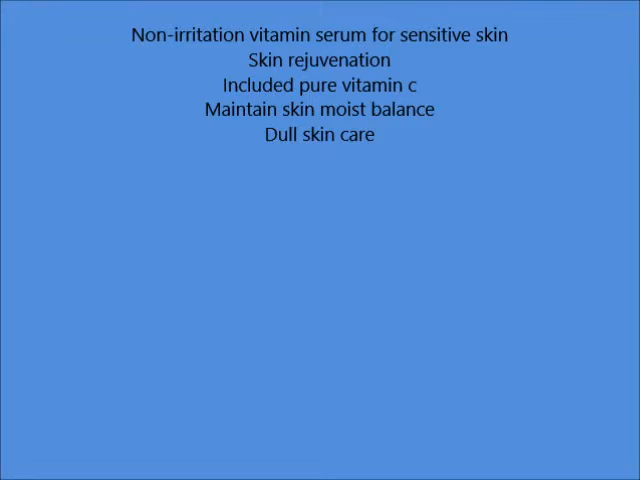 Non-irritation vitamin serum for sensitive skin
Skin rejuvenation
Included pure vitamin c
Maintain skin moist balance
Dull skin care